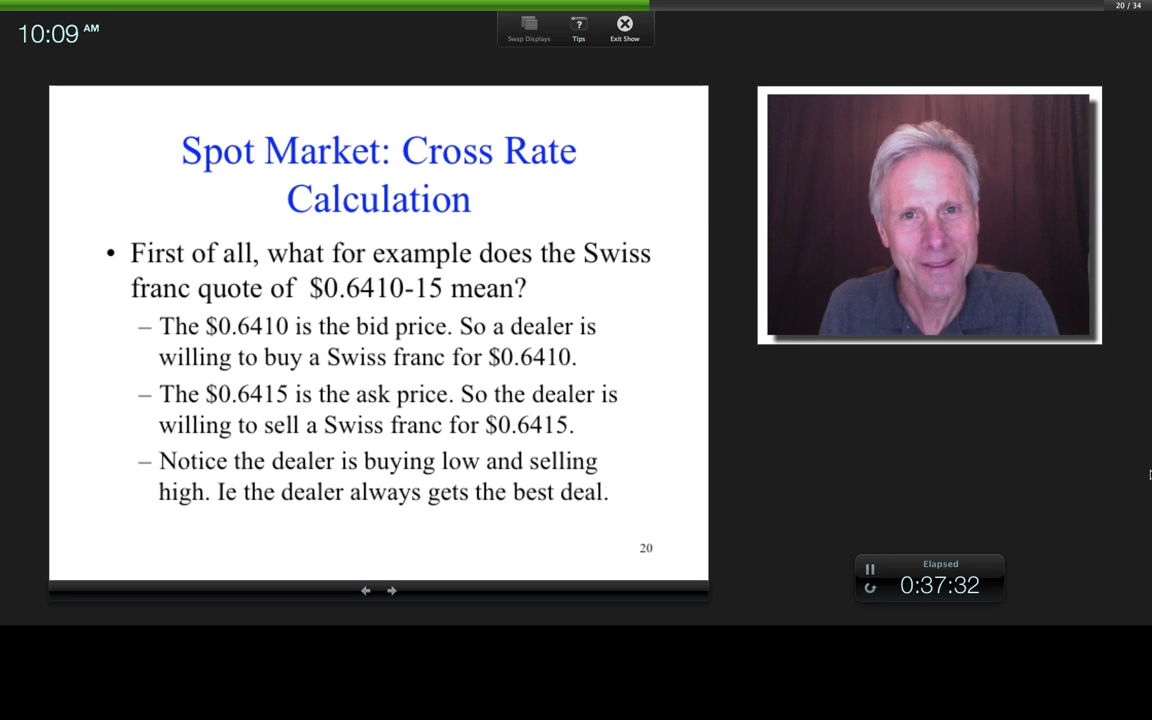 20 / 34
10:09 AM
Swap Displays
Tips
Exit Show
Spot Market: Cross Rate
Calculation
• First of all, what for example does the Swiss
franc quote of $0.6410-15 mean?
– The $0.6410 is the bid price. So a dealer is
willing to buy a Swiss franc for $0.6410.
– The $0.6415 is the ask price. So the dealer is
willing to sell a Swiss franc for $0.6415.
– Notice the dealer is buying low and selling
high. Ie the dealer always gets the best deal.
20
Elapsed
0:37:32